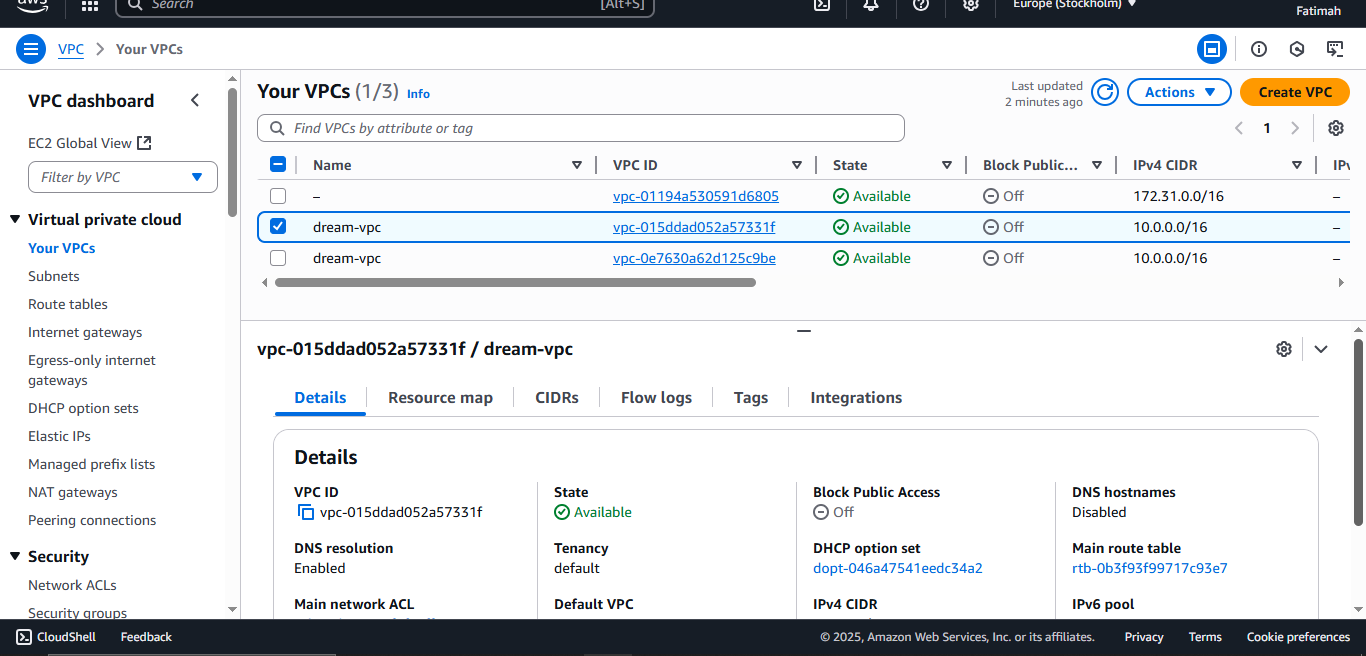 aws
Search
[Alt+S]
Europe (Stockholm)
Fatimah
VPC
Your VPCs
VPC dashboard
EC2 Global View
Filter by VPC
Virtual private cloud
Your VPCs
Subnets
Route tables
Internet gateways
Egress-only internet
gateways
DHCP option sets
Elastic IPs
Managed prefix lists
NAT gateways
Peering connections
Security
Network ACLs
Security groups
Your VPCs (1/3) Info
Last updated
2 minutes ago
Actions
Create VPC
Find VPCs by attribute or tag
1
Name VPC ID State Block Public... IPv4 CIDR
– vpc-01194a530591d6805 Available Off 172.31.0.0/16 –
dream-vpc vpc-015ddad052a57331f Available Off 10.0.0.0/16 –
dream-vpc vpc-0e7630a62d125c9be Available Off 10.0.0.0/16 –
vpc-015ddad052a57331f / dream-vpc
Details Resource map CIDRs Flow logs Tags Integrations
Details
VPC ID
vpc-015ddad052a57331f
State
Available
Block Public Access
Off
DNS hostnames
Disabled
DNS resolution
Enabled
Tenancy
default
DHCP option set
dopt-046a47541eedc34a2
Main route table
rtb-0b3f93f99717c93e7
Main network ACL
Default VPC
IPv4 CIDR
IPv6 pool
CloudShell Feedback © 2025, Amazon Web Services, Inc. or its affiliates. Privacy Terms Cookie preferences